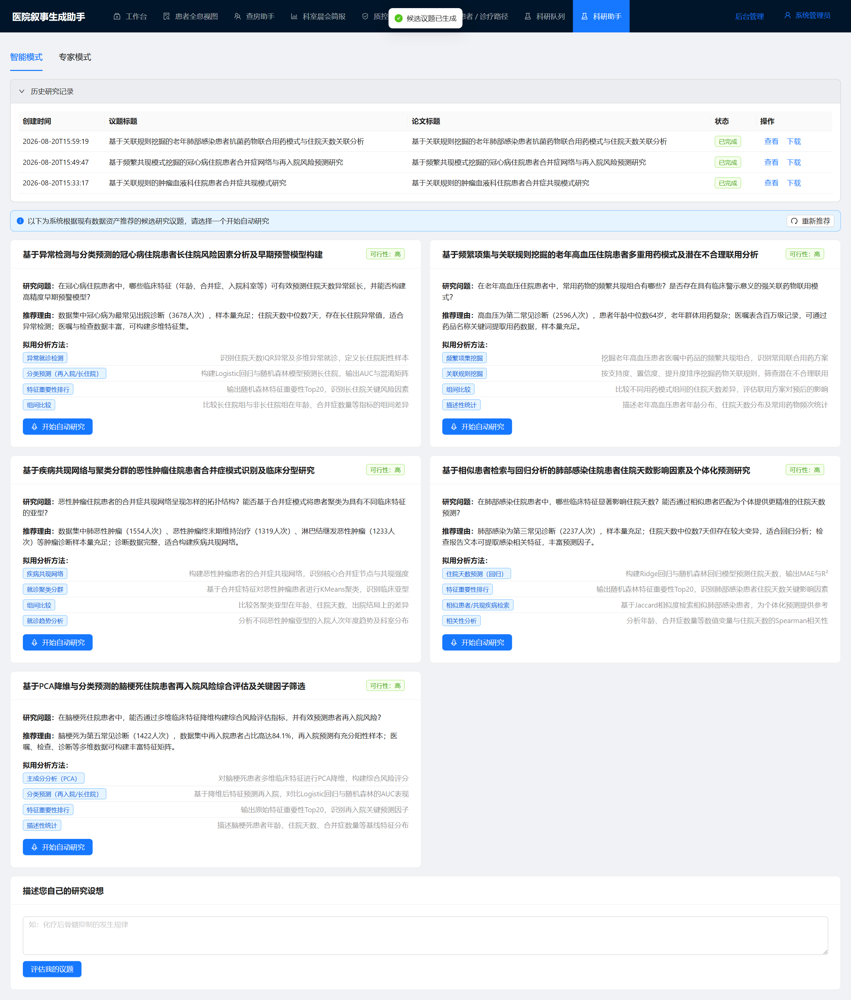 医院叙事生成助手 工作台 患者全息视图 查房助手 科室晨会简报 质控 患者 / 诊疗路径 科研队列 科研助手 后台管理 系统管理员
候选议题已生成
智能模式 专家模式
历史研究记录
创建时间 议题标题 论文标题 状态 操作
2026-08-20T15:59:19 基于关联规则挖掘的老年肺部感染患者抗菌药物联合用药模式与住院天数关联分析 基于关联规则挖掘的老年肺部感染患者抗菌药物联合用药模式与住院天数关联分析 已完成 查看 下载
2026-08-20T15:49:47 基于频繁共现模式挖掘的冠心病住院患者合并症网络与再入院风险预测研究 基于频繁共现模式挖掘的冠心病住院患者合并症网络与再入院风险预测研究 已完成 查看 下载
2026-08-20T15:33:17 基于关联规则的肿瘤血液科住院患者合并症共现模式研究 基于关联规则的肿瘤血液科住院患者合并症共现模式研究 已完成 查看 下载
以下为系统根据现有数据资产推荐的候选研究议题，请选择一个开始自动研究 重新推荐
基于异常检测与分类预测的冠心病住院患者长住院风险因素分析及早期预警模型构建 可行性：高
研究问题：在冠心病住院患者中，哪些临床特征（年龄、合并症、入院科室等）可有效预测住院天数异常延长，并能否构建
高精度早期预警模型？
推荐理由：数据集中冠心病为最常见出院诊断（3678人次），样本量充足；住院天数中位数7天，存在长住院异常值，适合
异常检测；医嘱与检查数据丰富，可构建多维特征集。
拟用分析方法：
异常就诊检测 识别住院天数IQR异常及多维异常就诊，定义长住院阳性样本
分类预测（再入院/长住院） 构建Logistic回归与随机森林模型预测长住院，输出AUC与混淆矩阵
特征重要性排行 输出随机森林特征重要性Top20，识别长住院关键风险因素
组间比较 比较长住院组与非长住院组在年龄、合并症数量等指标的组间差异
开始自动研究
基于频繁项集与关联规则挖掘的老年高血压住院患者多重用药模式及潜在不合理联用分析 可行性：高
研究问题：在老年高血压住院患者中，常用药物的频繁共现组合有哪些？是否存在具有临床警示意义的强关联药物联用模
式？
推荐理由：高血压为第二常见诊断（2596人次），患者年龄中位数64岁，老年群体用药复杂；医嘱表含百万级记录，可通过
药品名称关键词提取用药数据，样本量充足。
拟用分析方法：
频繁项集挖掘 挖掘老年高血压患者医嘱中药品的频繁共现组合，识别常用联合用药方案
关联规则挖掘 按支持度、置信度、提升度排序挖掘药物关联规则，筛查潜在不合理联用
组间比较 比较不同用药模式组间的住院天数差异，评估联用方案对预后的影响
描述性统计 描述老年高血压患者年龄分布、住院天数分布及常用药物频次统计
开始自动研究
基于疾病共现网络与聚类分群的恶性肿瘤住院患者合并症模式识别及临床分型研究 可行性：高
研究问题：恶性肿瘤住院患者的合并症共现网络呈现怎样的拓扑结构？能否基于合并症模式将患者聚类为具有不同临床特征
的亚型？
推荐理由：数据集中肺恶性肿瘤（1554人次）、恶性肿瘤终末期维持治疗（1319人次）、淋巴结继发恶性肿瘤（1233人
次）等肿瘤诊断样本量充足；诊断数据完整，适合构建疾病共现网络。
拟用分析方法：
疾病共现网络 构建恶性肿瘤患者的合并症共现网络，识别核心合并症节点与共现强度
就诊聚类分群 基于合并症特征对恶性肿瘤患者进行KMeans聚类，识别临床亚型
组间比较 比较各聚类亚型在年龄、住院天数、出院结局上的差异
就诊趋势分析 分析不同恶性肿瘤亚型的入院人次年度趋势及科室分布
开始自动研究
基于相似患者检索与回归分析的肺部感染住院患者住院天数影响因素及个体化预测研究 可行性：高
研究问题：在肺部感染住院患者中，哪些临床特征显著影响住院天数？能否通过相似患者匹配为个体提供更精准的住院天数
预测？
推荐理由：肺部感染为第三常见诊断（2237人次），样本量充足；住院天数中位数7天但存在较大变异，适合回归分析；检
查报告文本可提取感染相关特征，丰富预测因子。
拟用分析方法：
住院天数预测（回归） 构建Ridge回归与随机森林回归模型预测住院天数，输出MAE与R²
特征重要性排行 输出随机森林特征重要性Top20，识别肺部感染患者住院天数关键影响因素
相似患者/共现疾病检索 基于Jaccard相似度检索相似肺部感染患者，为个体化预测提供参考
相关性分析 分析年龄、合并症数量等数值变量与住院天数的Spearman相关性
开始自动研究
基于PCA降维与分类预测的脑梗死住院患者再入院风险综合评估及关键因子筛选 可行性：高
研究问题：在脑梗死住院患者中，能否通过多维临床特征降维构建综合风险评估指标，并有效预测患者再入院风险？
推荐理由：脑梗死为第五常见诊断（1422人次），数据集中再入院患者占比高达84.1%，再入院预测有充分阳性样本；医
嘱、检查、诊断等多维数据可构建丰富特征矩阵。
拟用分析方法：
主成分分析（PCA） 对脑梗死患者多维临床特征进行PCA降维，构建综合风险评分
分类预测（再入院/长住院） 基于降维后特征预测再入院，对比Logistic回归与随机森林的AUC表现
特征重要性排行 输出原始特征重要性Top20，识别再入院关键预测因子
描述性统计 描述脑梗死患者年龄、住院天数、合并症数量等基线特征分布
开始自动研究
描述您自己的研究设想
如：化疗后骨髓抑制的发生规律
评估我的议题